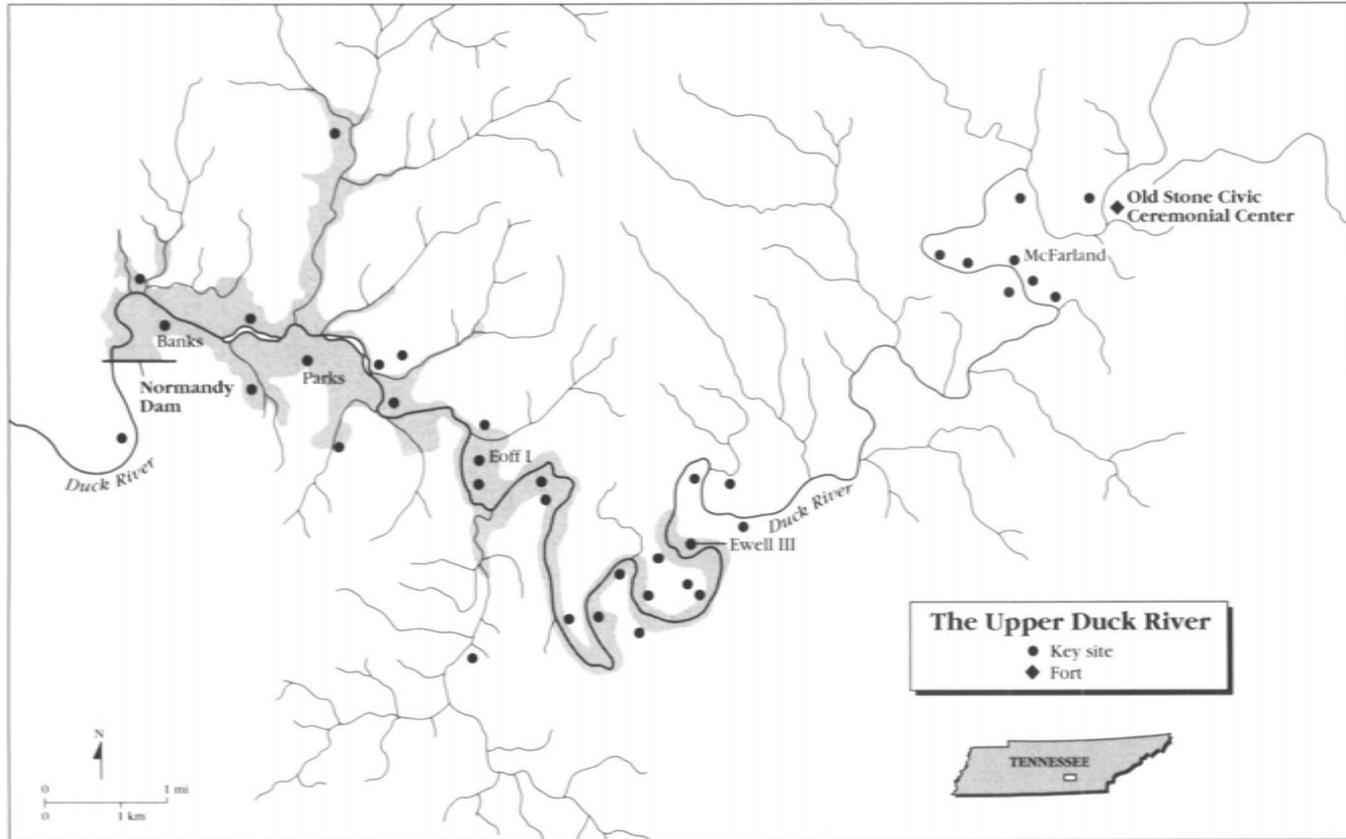 Old Stone Civic
Ceremonial Center
McFarland
Banks
Parks
Normandy
Dam
Eoff I
Duck River
Duck River
Ewell III
The Upper Duck River
Key site
Fort
N
0 1 mi
0 1 km
TENNESSEE